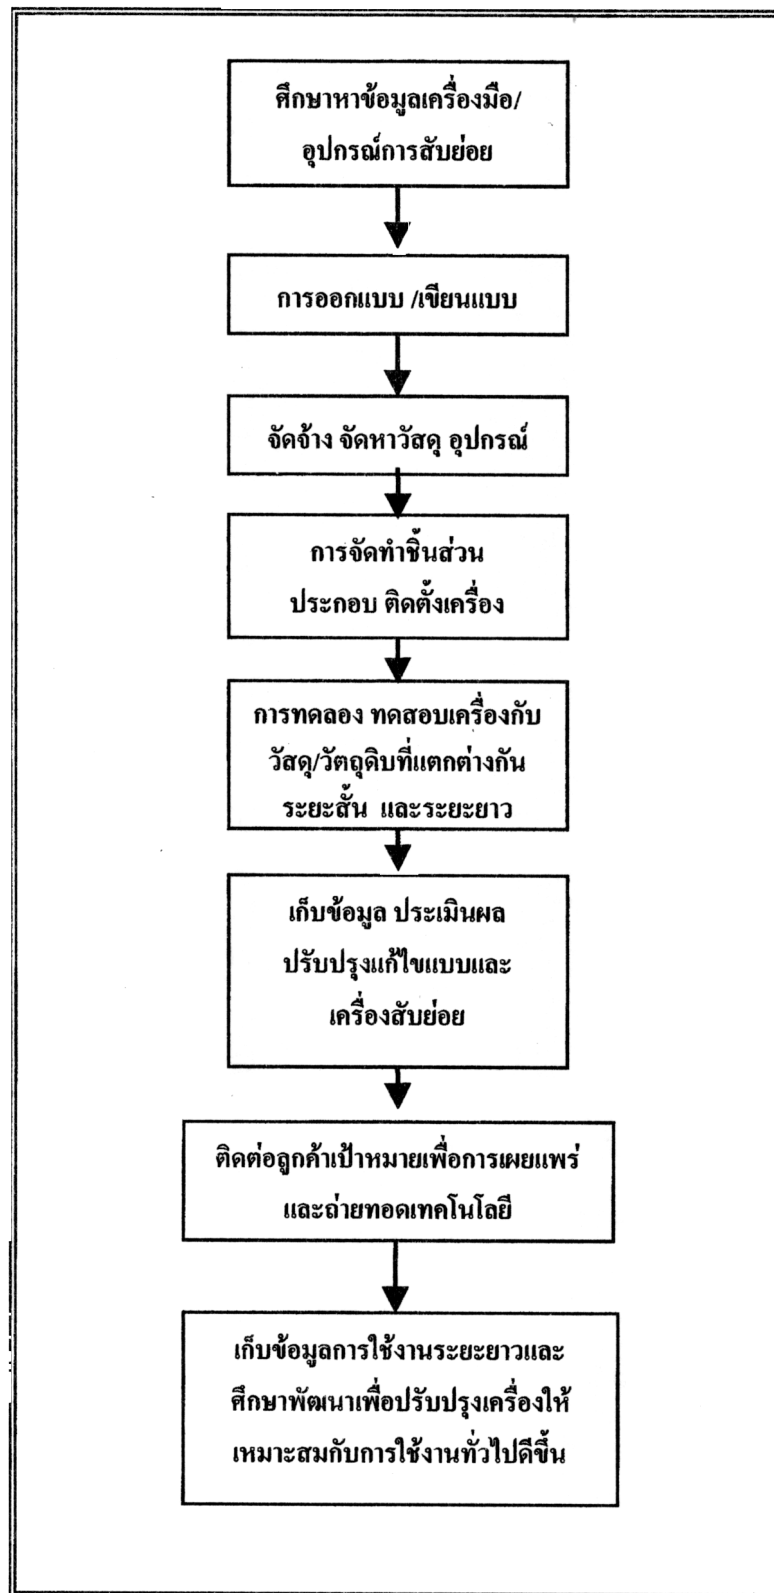 ศึกษาหาข้อมูลเครื่องมือ/
อุปกรณ์การสับย่อย
การออกแบบ /เขียนแบบ
จัดจ้าง จัดหาวัสดุ อุปกรณ์
การจัดทำชิ้นส่วน
ประกอบ ติดตั้งเครื่อง
การทดลอง ทดสอบเครื่องกับ
วัสดุ/วัตถุดิบที่แตกต่างกัน
ระยะสั้น และระยะยาว
เก็บข้อมูล ประเมินผล
ปรับปรุงแก้ไขแบบและ
เครื่องสับย่อย
ติดต่อลูกค้าเป้าหมายเพื่อการเผยแพร่
และถ่ายทอดเทคโนโลยี
เก็บข้อมูลการใช้งานระยะยาวและ
ศึกษาพัฒนาเพื่อปรับปรุงเครื่องให้
เหมาะสมกับการใช้งานทั่วไปดีขึ้น